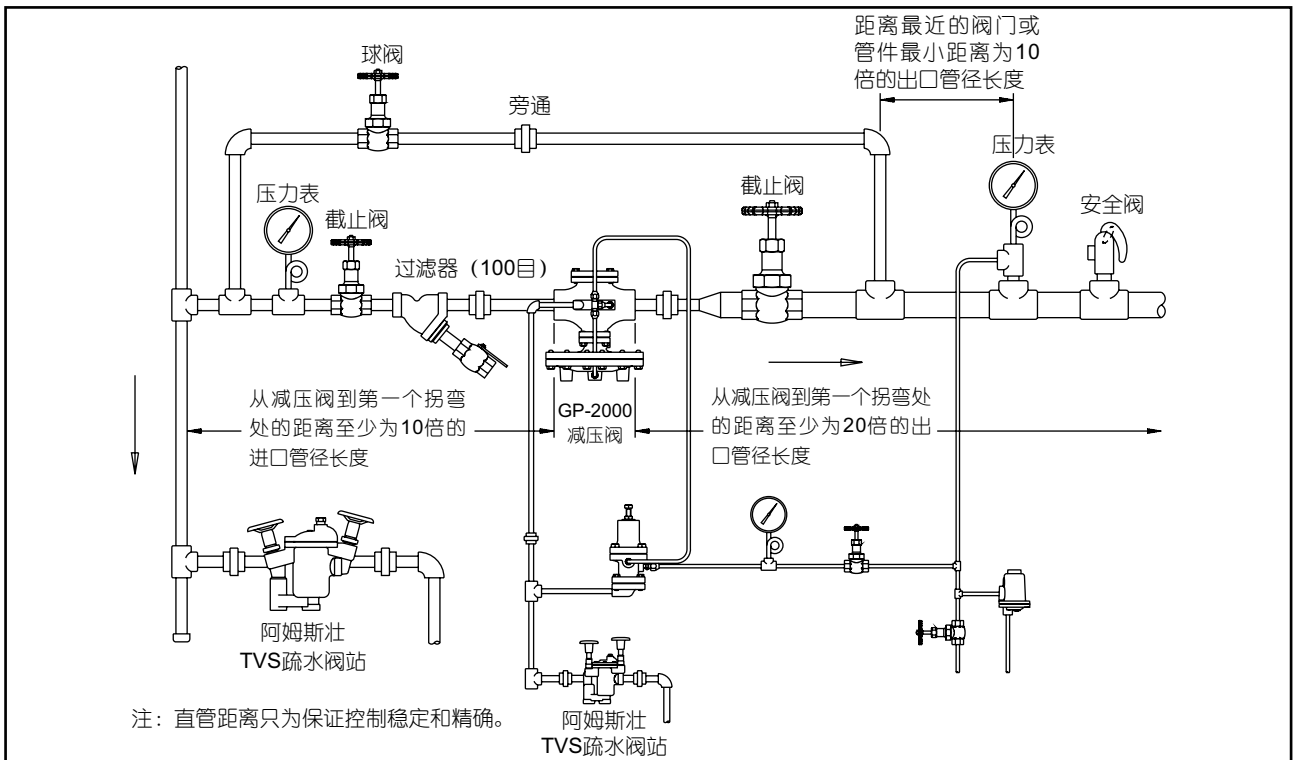 距离最近的阀门或
管件最小距离为10
倍的出口管径长度
球阀
旁通
压力表
截止阀
过滤器（100目）
截止阀
压力表
安全阀
从减压阀到第一个拐弯
处的距离至少为10倍的
进口管径长度
GP-2000
减压阀
从减压阀到第一个拐弯处
的距离至少为20倍的出
口管径长度
阿姆斯壮
TVS疏水阀站
阿姆斯壮
TVS疏水阀站
注：直管距离只为保证控制稳定和精确。